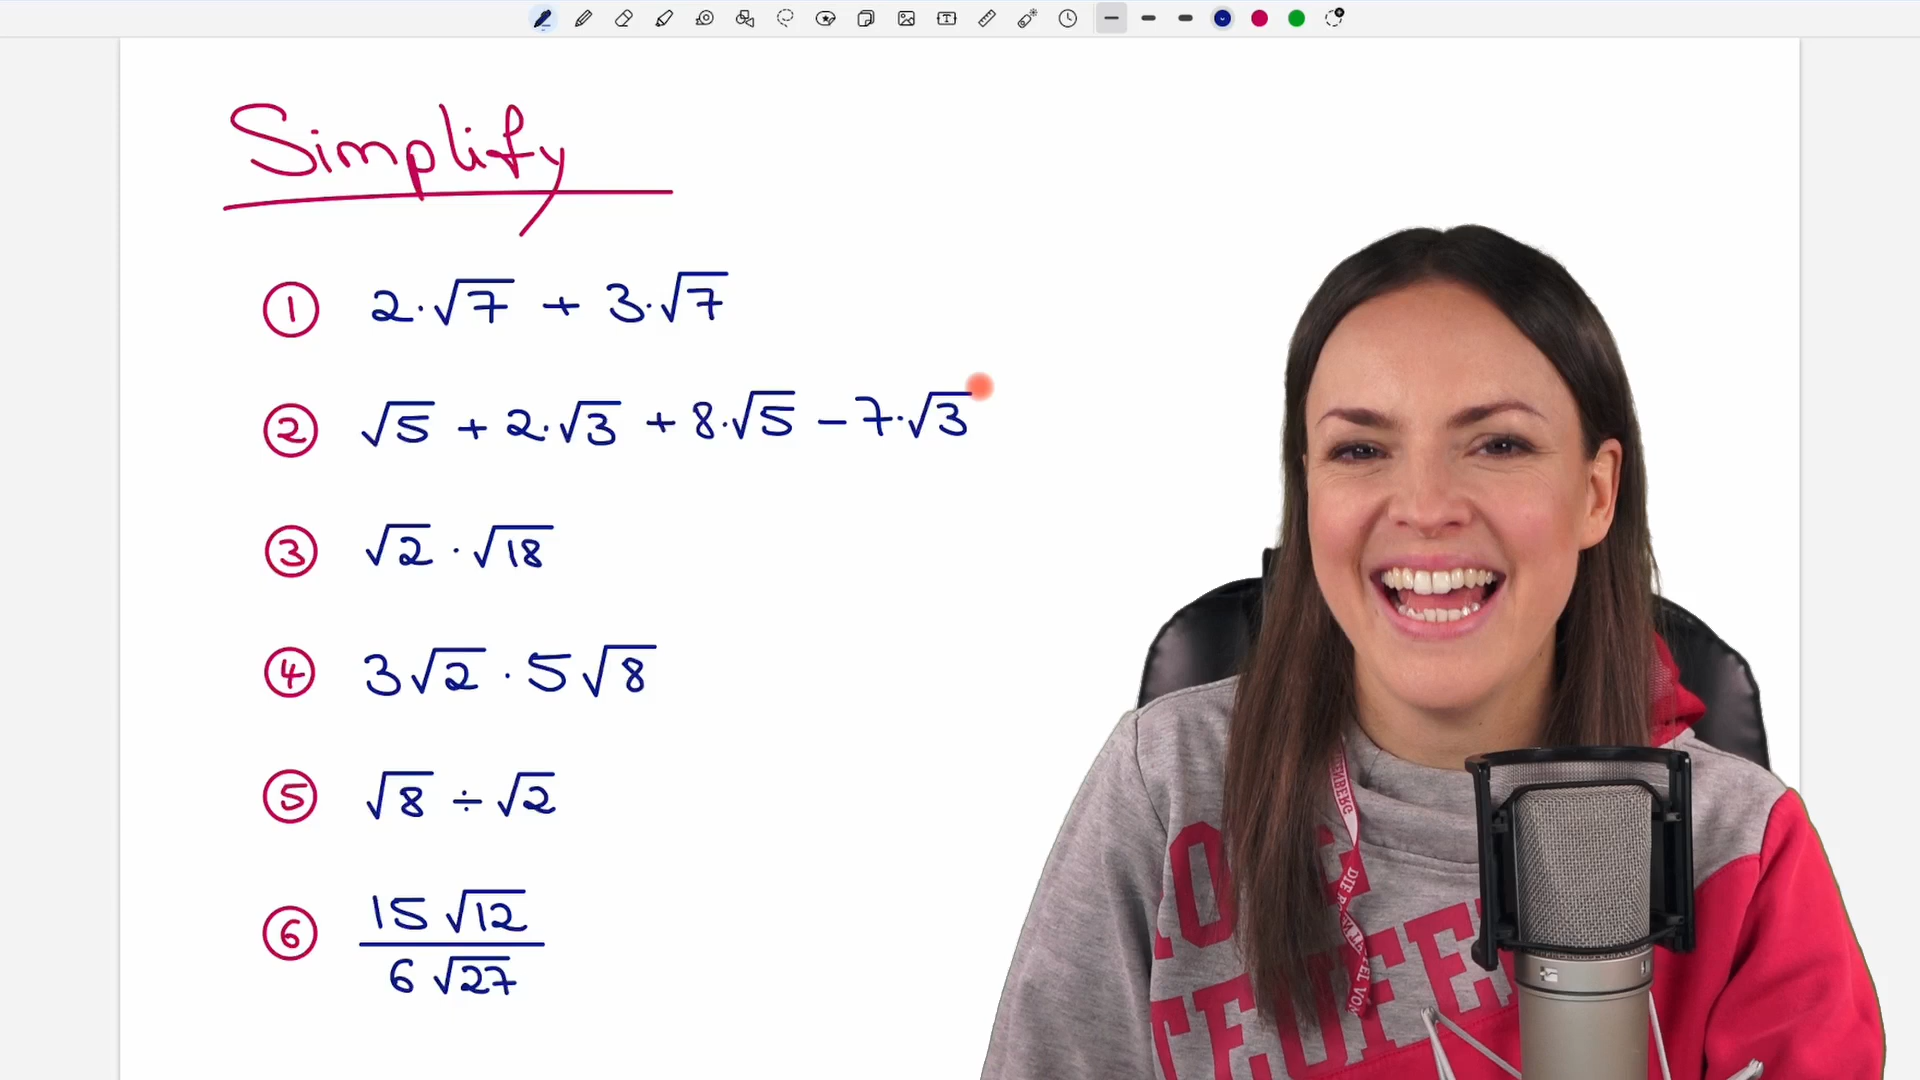 Simplify
① 2·√7 + 3·√7
② √5 + 2·√3 + 8·√5 − 7·√3
③ √2 · √18
④ 3√2 · 5√8
⑤ √8 ÷ √2
⑥ 15√12
6√27